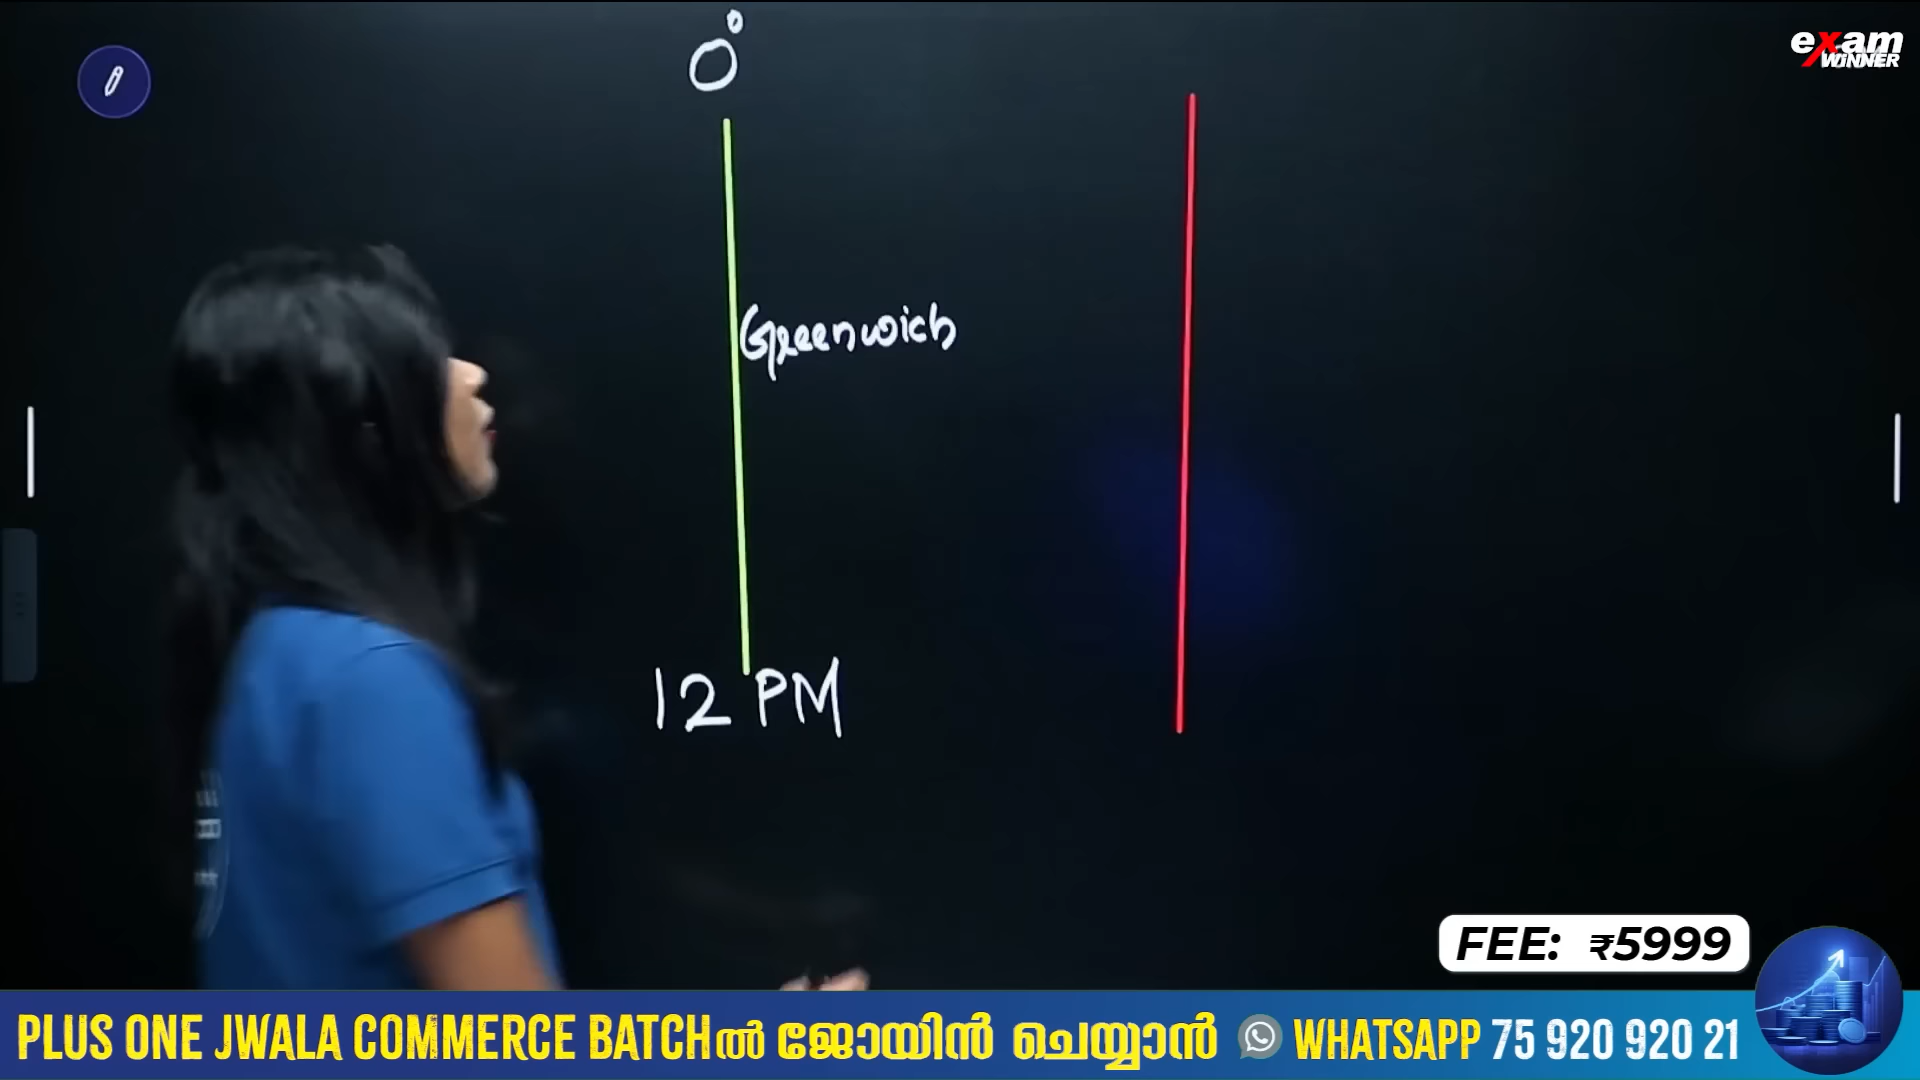 0°
exam
WINNER
Greenwich
12 PM
FEE: ₹5999
PLUS ONE JWALA COMMERCE BATCHൽ ജോയിൻ ചെയ്യാൻ WHATSAPP 75 920 920 21